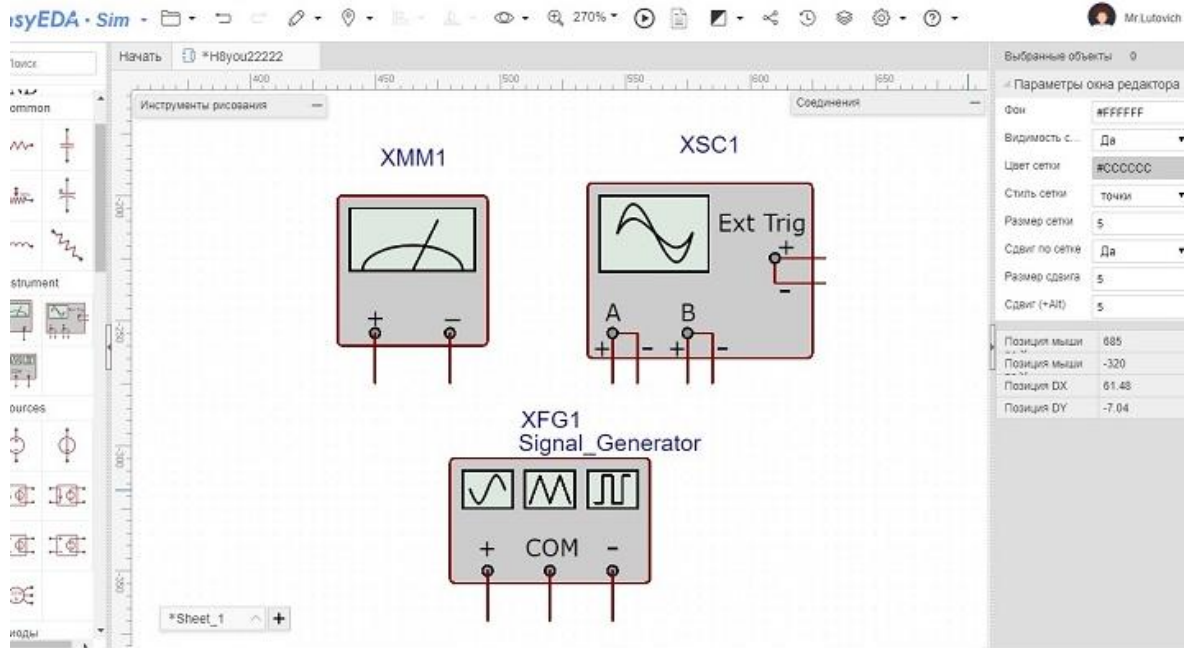 syEDA · Sim
270%
Mr.Lutovich
Поиск
Начать
*H8you22222
Выбранные объекты 0
400 450 500 550 600 650
Параметры окна редактора
Инструменты рисования
Соединения
Фон #FFFFFF
Видимость с... Да
Цвет сетки #CCCCCC
Стиль сетки точки
Размер сетки 5
Сдвиг по сетке Да
Размер сдвига 5
Сдвиг (+Alt) 5
Позиция мыши 685
Позиция мыши -320
Позиция DX 61.48
Позиция DY -7.04
ommon
strument
ources
-200
-250
-300
-350
XMM1
+ −
XSC1
Ext Trig
+
-
A B
+ - + -
XFG1
Signal_Generator
+ COM -
*Sheet_1